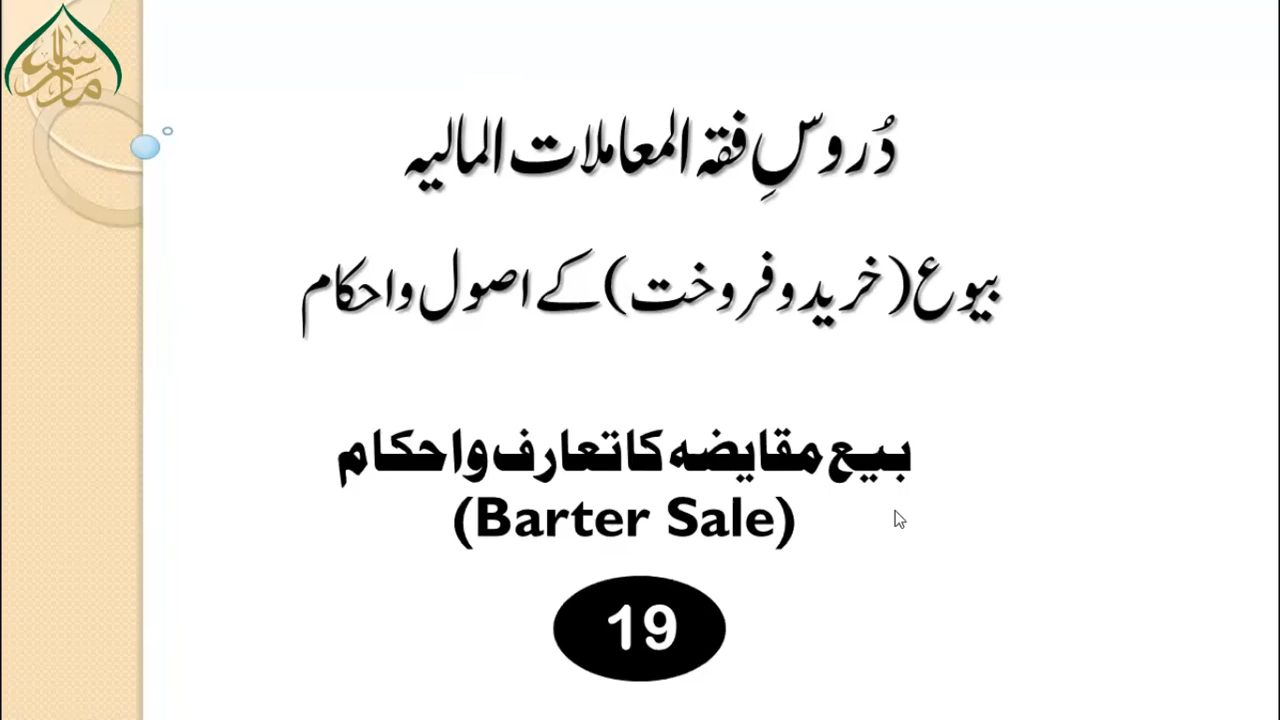 دُروسِ فقہ المعاملات المالیہ
بیوع (خرید و فروخت) کے اصول و احکام
بیع مقایضہ کا تعارف و احکام
(Barter Sale)
19